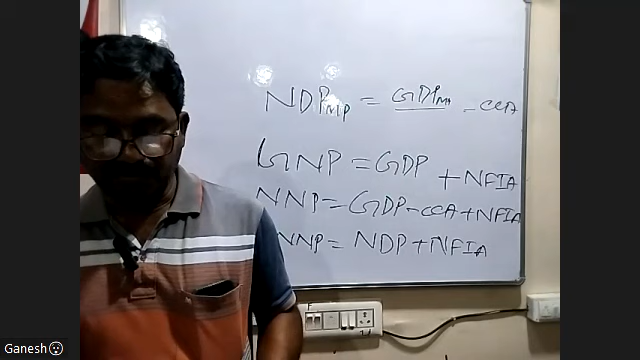 NDPMP = GDPMP - CCA
GNP = GDP + NFIA
NNP = GDP - CCA + NFIA
NNP = NDP + NFIA
Ganesh😯